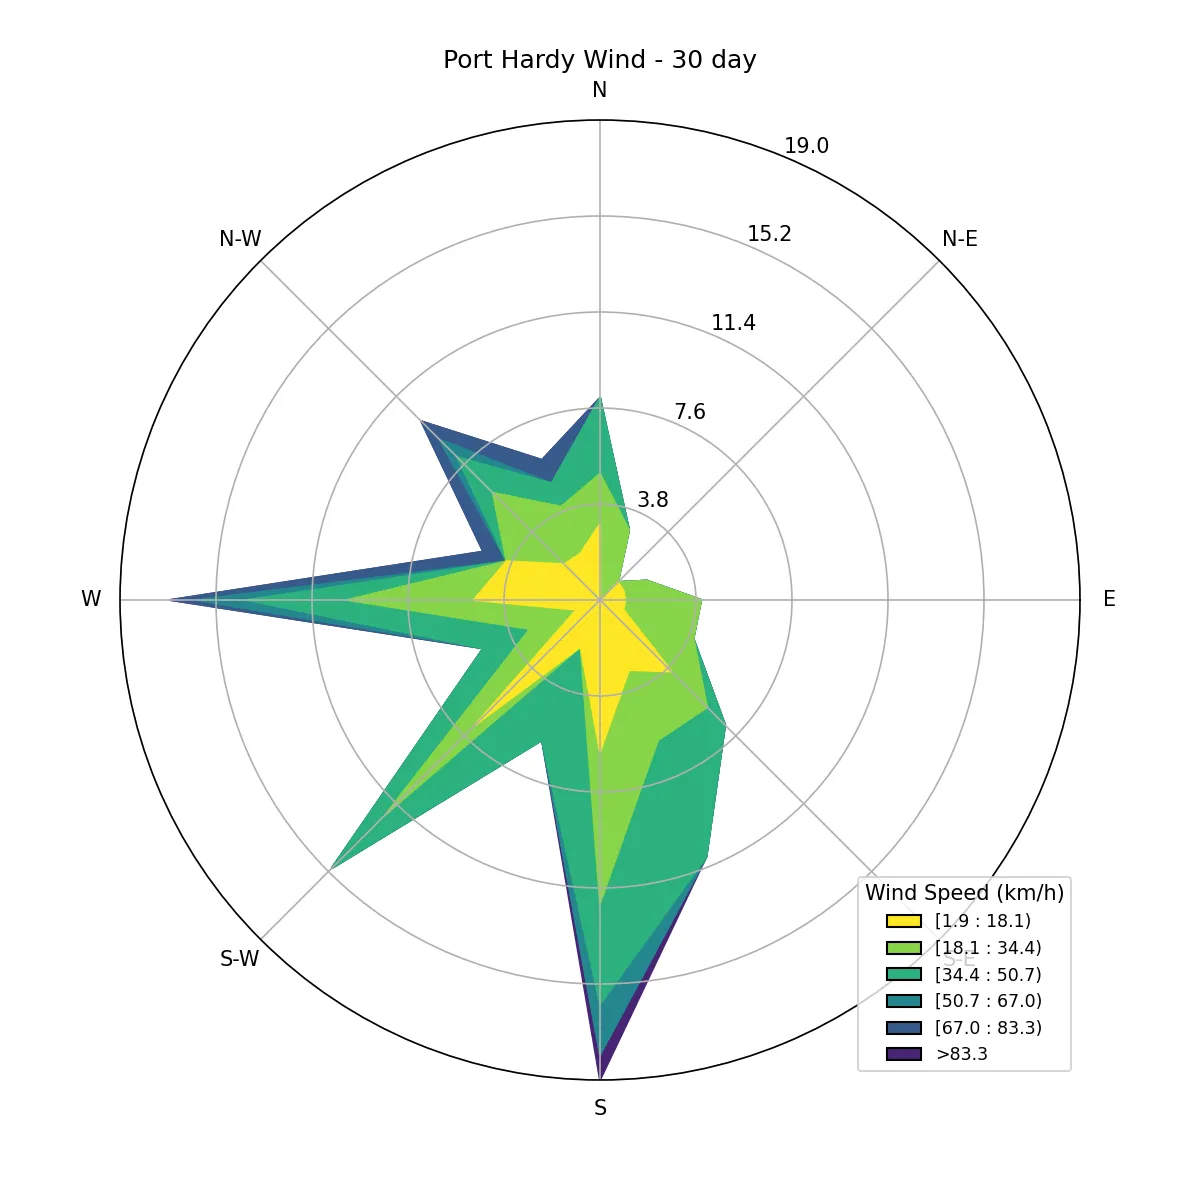 Port Hardy Wind - 30 day
N
19.0
15.2
N-W
N-E
11.4
7.6
3.8
W
E
Wind Speed (km/h)
[1.9 : 18.1)
[18.1 : 34.4)
S-W
S-E
[34.4 : 50.7)
[50.7 : 67.0)
[67.0 : 83.3)
>83.3
S